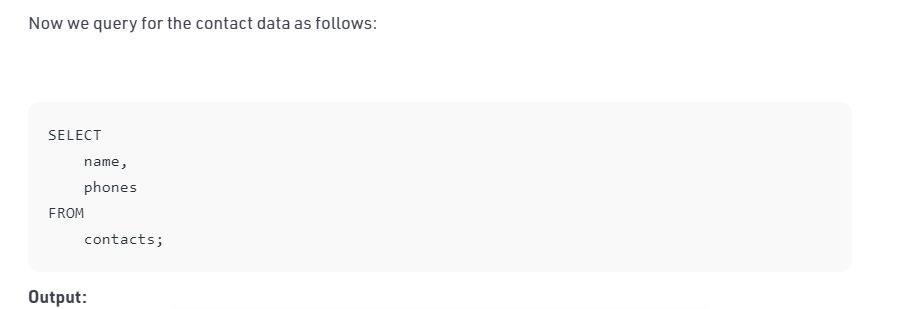 Now we query for the contact data as follows:
SELECT
    name,
    phones
FROM
    contacts;
Output: